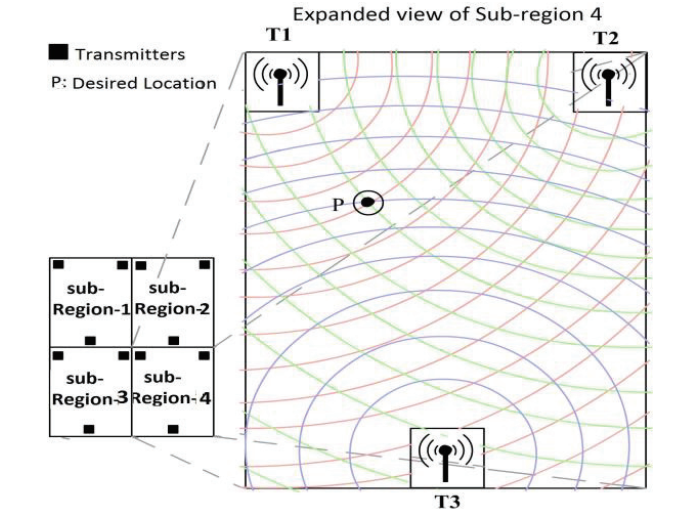 Expanded view of Sub-region 4
T1
T2
Transmitters
P: Desired Location
P
sub-
Region-1
sub-
Region-2
sub-
Region-3
sub-
Region-4
T3